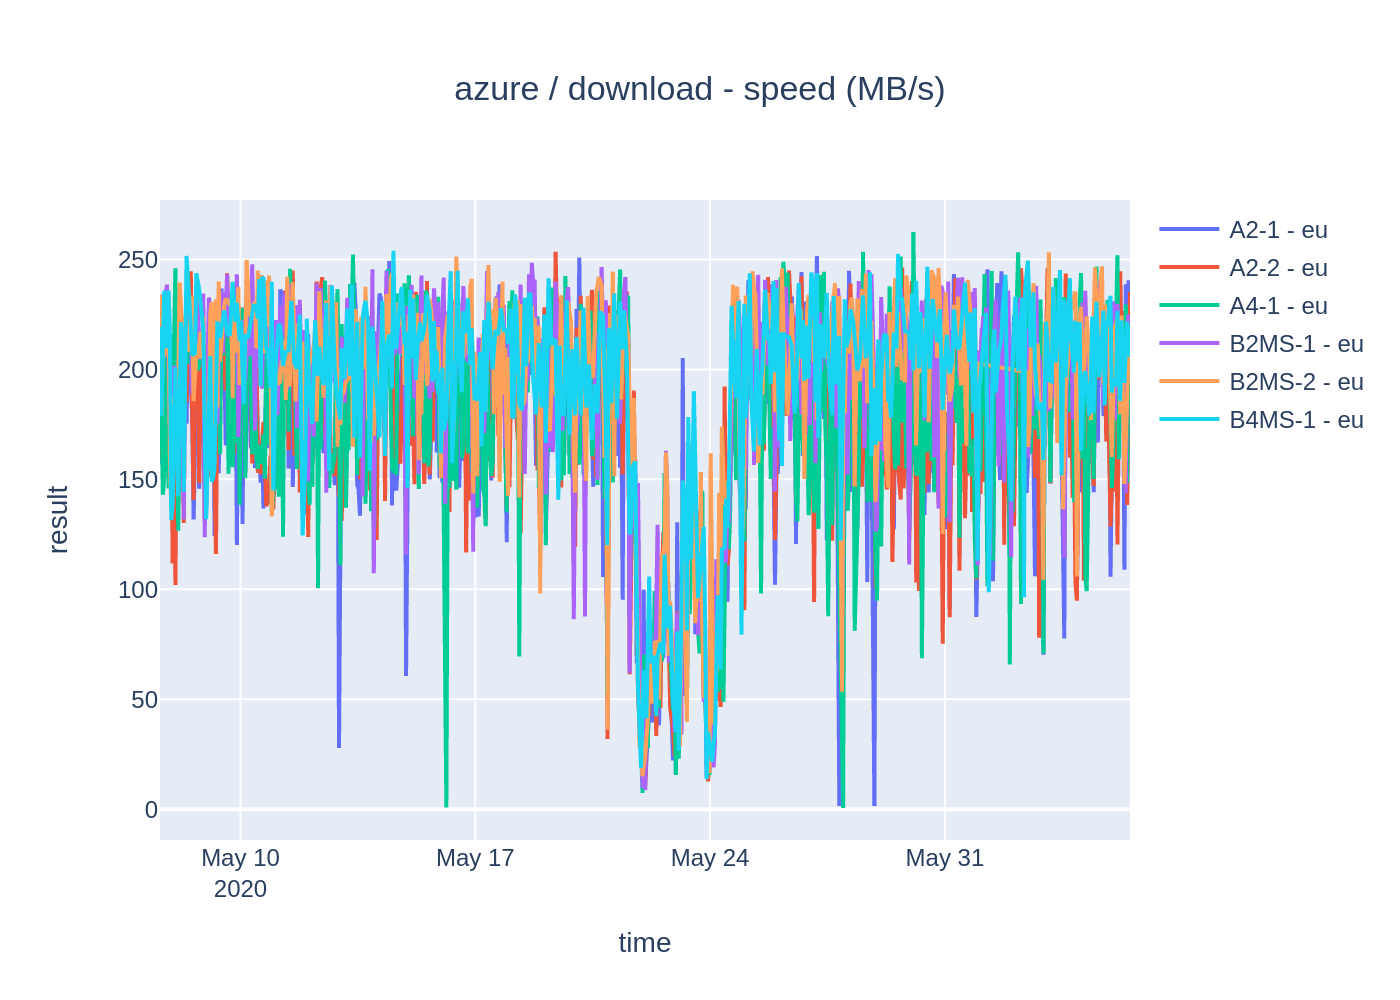 azure / download - speed (MB/s)
250
200
150
100
50
0
result
May 10
2020
May 17
May 24
May 31
time
A2-1 - eu
A2-2 - eu
A4-1 - eu
B2MS-1 - eu
B2MS-2 - eu
B4MS-1 - eu